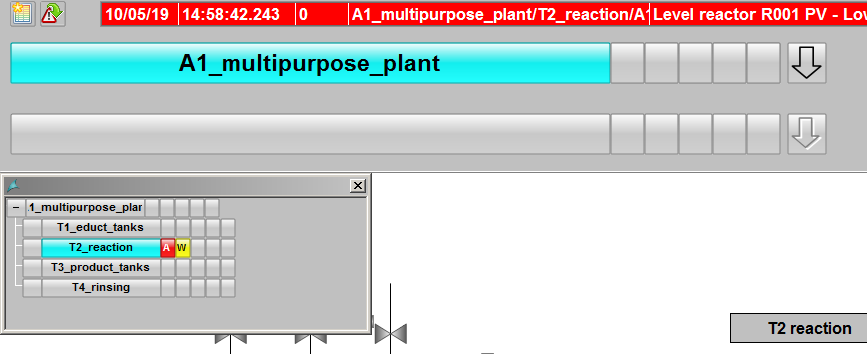 10/05/19 14:58:42.243 0 A1_multipurpose_plant/T2_reaction/A Level reactor R001 PV - Lo
A1_multipurpose_plant
1_multipurpose_plan
T1_educt_tanks
T2_reaction A W
T3_product_tanks
T4_rinsing
T2 reaction